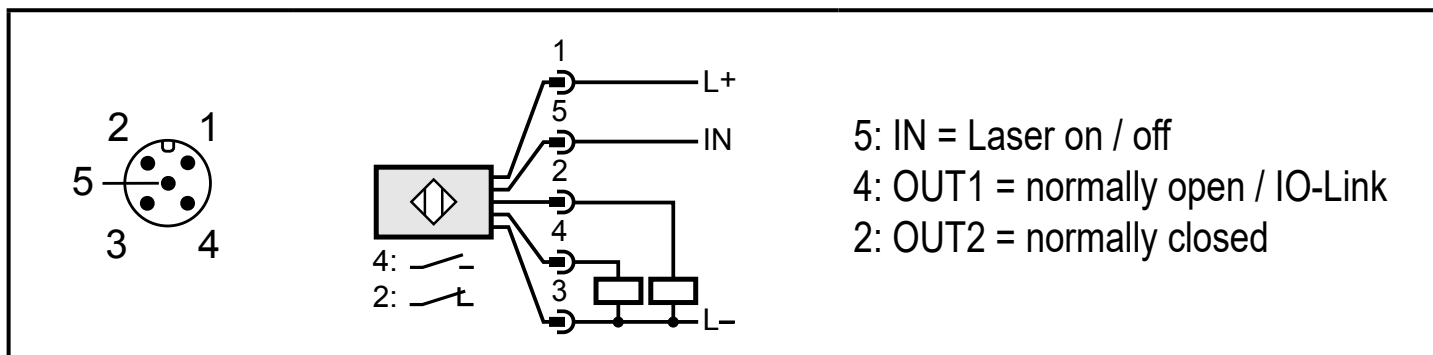 2 1
5
3 4
1
L+
5
IN
2
4
3
L–
4:
2:
5: IN = Laser on / off
4: OUT1 = normally open / IO-Link
2: OUT2 = normally closed